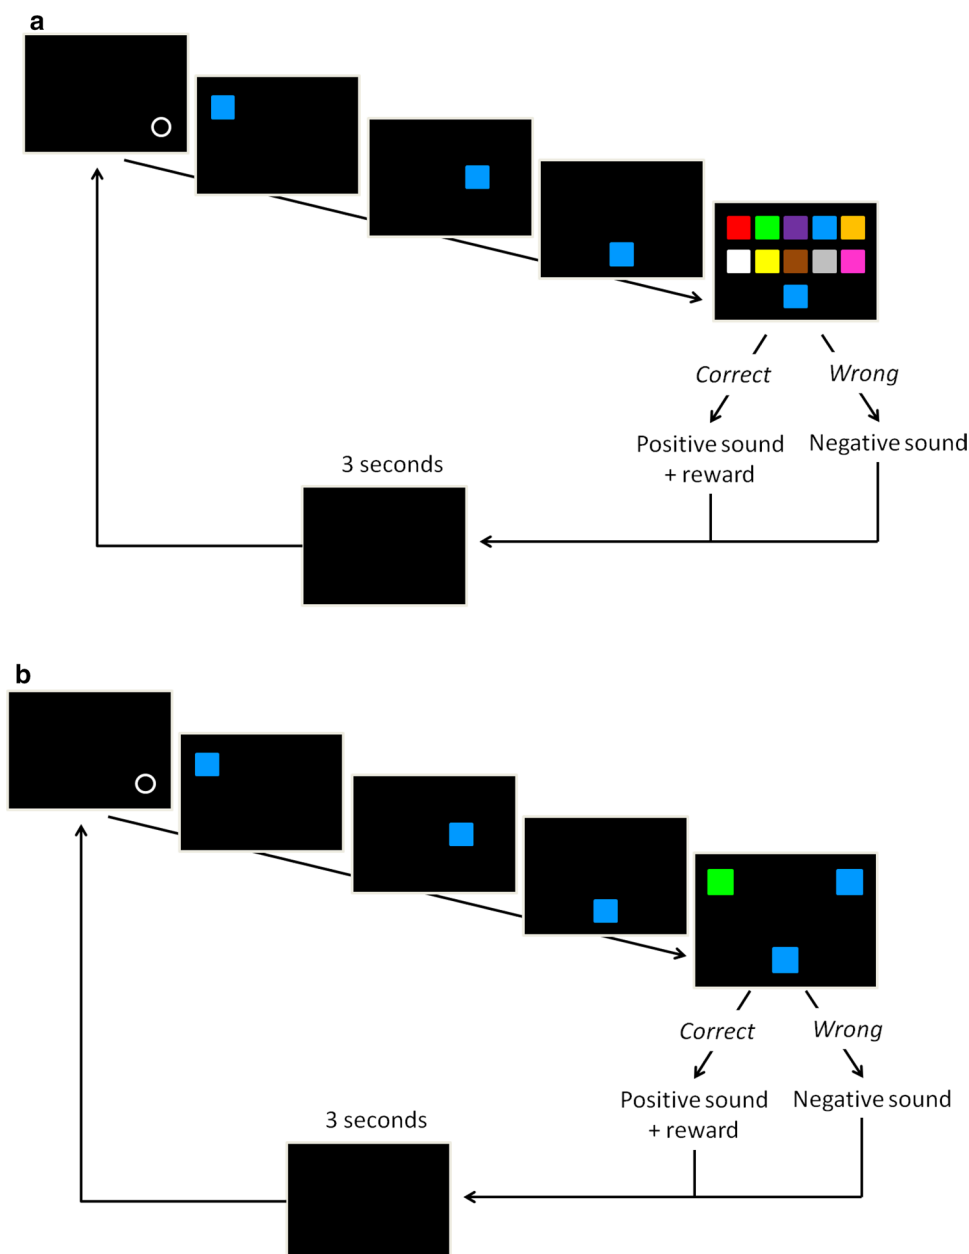 a
Correct
Wrong
Positive sound
+ reward
Negative sound
3 seconds
b
Correct
Wrong
Positive sound
+ reward
Negative sound
3 seconds